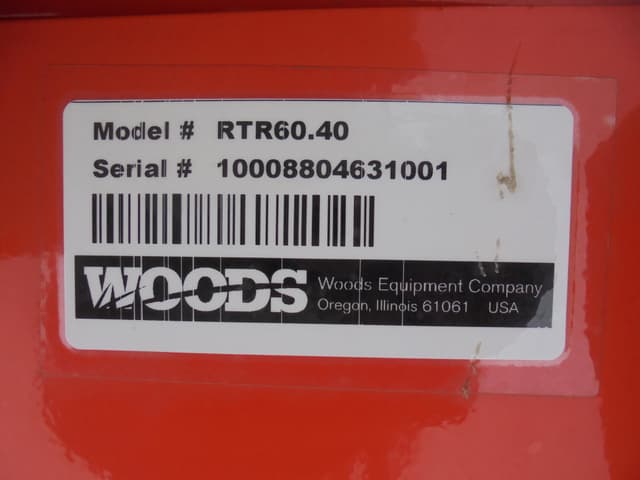 Model # RTR60.40
Serial # 10008804631001
WOODS
Woods Equipment Company
Oregon, Illinois 61061 USA